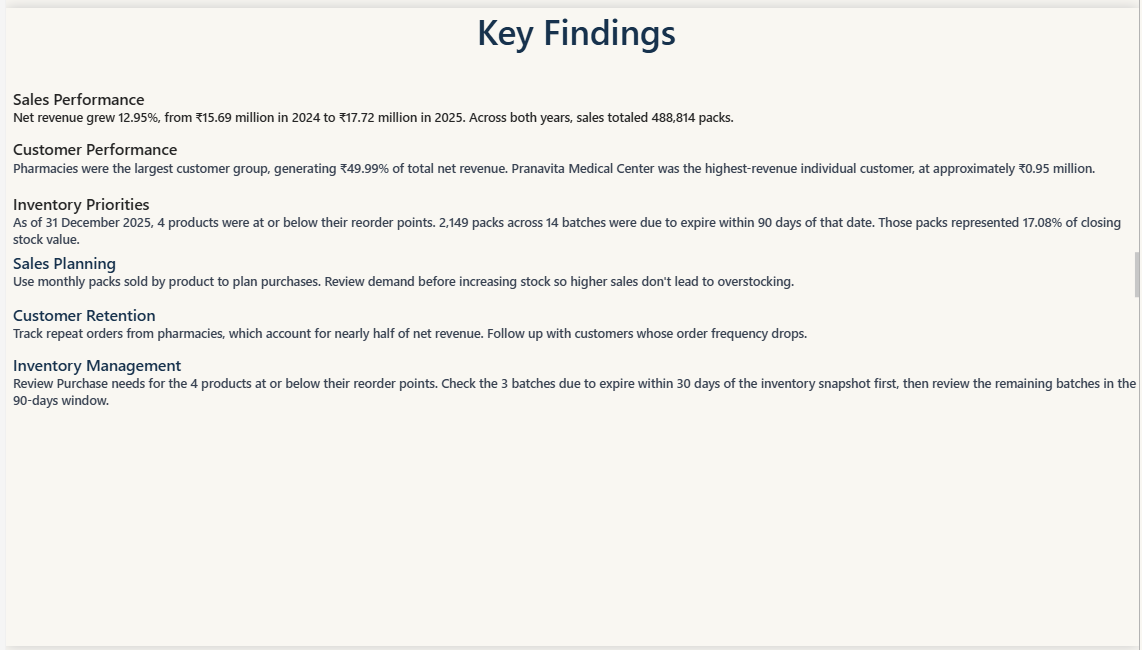 Key Findings
Sales Performance
Net revenue grew 12.95%, from ₹15.69 million in 2024 to ₹17.72 million in 2025. Across both years, sales totaled 488,814 packs.
Customer Performance
Pharmacies were the largest customer group, generating ₹49.99% of total net revenue. Pranavita Medical Center was the highest-revenue individual customer, at approximately ₹0.95 million.
Inventory Priorities
As of 31 December 2025, 4 products were at or below their reorder points. 2,149 packs across 14 batches were due to expire within 90 days of that date. Those packs represented 17.08% of closing
stock value.
Sales Planning
Use monthly packs sold by product to plan purchases. Review demand before increasing stock so higher sales don't lead to overstocking.
Customer Retention
Track repeat orders from pharmacies, which account for nearly half of net revenue. Follow up with customers whose order frequency drops.
Inventory Management
Review Purchase needs for the 4 products at or below their reorder points. Check the 3 batches due to expire within 30 days of the inventory snapshot first, then review the remaining batches in the
90-days window.